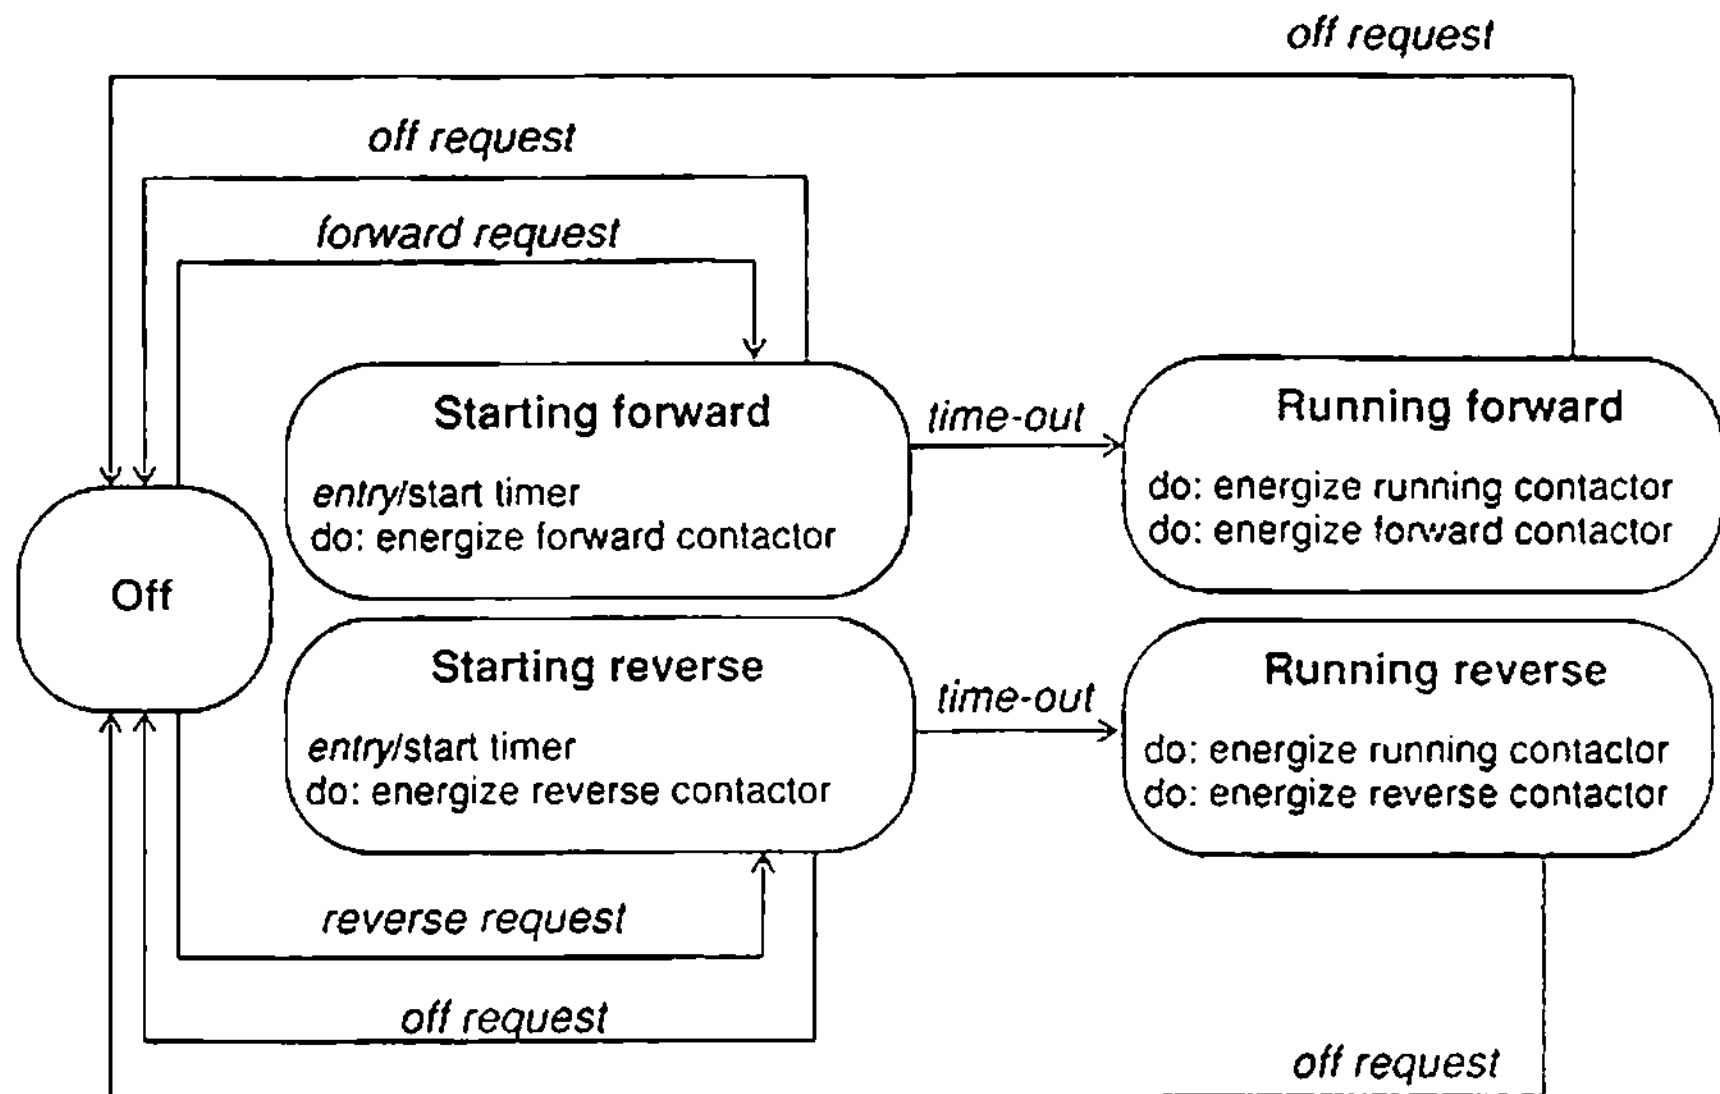 off request
off request
forward request
Starting forward
entry/start timer
do: energize forward contactor
time-out
Running forward
do: energize running contactor
do: energize forward contactor
Off
Starting reverse
entry/start timer
do: energize reverse contactor
time-out
Running reverse
do: energize running contactor
do: energize reverse contactor
reverse request
off request
off request